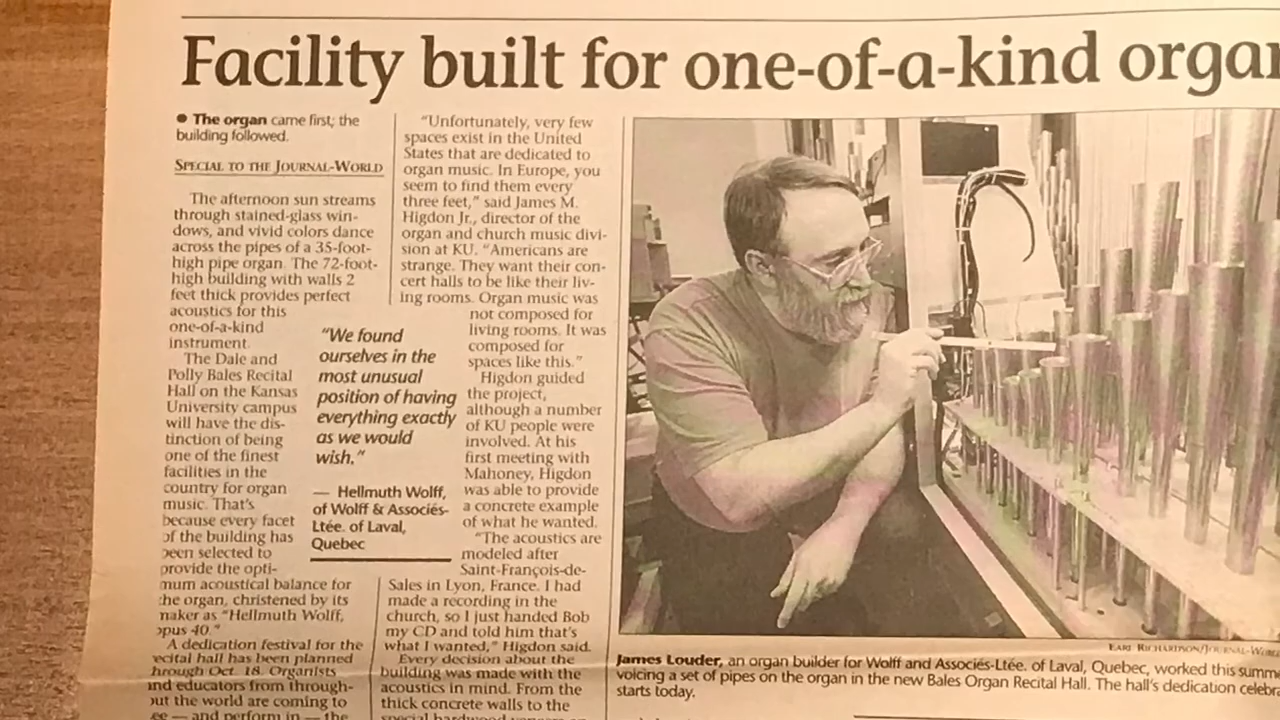 Facility built for one-of-a-kind
● The organ came first; the
building followed.
SPECIAL TO THE JOURNAL-WORLD
The afternoon sun streams
through stained-glass win-
dows, and vivid colors dance
across the pipes of a 35-foot-
high pipe organ. The 72-foot-
high building with walls 2
feet thick provides perfect
acoustics for this
one-of-a-kind
instrument.
The Dale and
Polly Bales Recital
Hall on the Kansas
University campus
will have the dis-
tinction of being
one of the finest
facilities in the
country for organ
music. That's
because every facet
of the building has
been selected to
provide the opti-
mum acoustical balance for
the organ, christened by its
maker as "Hellmuth Wolff,
opus 40."
A dedication festival for the
recital hall has been planned
through Oct. 18. Organists
and educators from through-
out the world are coming to
— and perform in — the
"We found
ourselves in the
most unusual
position of having
everything exactly
as we would
wish."
— Hellmuth Wolff,
of Wolff & Associés-
Ltée. of Laval,
Quebec
"Unfortunately, very few
spaces exist in the United
States that are dedicated to
organ music. In Europe, you
seem to find them every
three feet," said James M.
Higdon Jr., director of the
organ and church music divi-
sion at KU. "Americans are
strange. They want their con-
cert halls to be like their liv-
ing rooms. Organ music was
not composed for
living rooms. It was
composed for
spaces like this."
Higdon guided
the project,
although a number
of KU people were
involved. At his
first meeting with
Mahoney, Higdon
was able to provide
a concrete example
of what he wanted.
"The acoustics are
modeled after
Saint-François-de-
Sales in Lyon, France. I had
made a recording in the
church, so I just handed Bob
my CD and told him that's
what I wanted," Higdon said.
Every decision about the
building was made with the
acoustics in mind. From the
thick concrete walls to the
special hardwood
EARL RICHARDSON/JOURNAL-WORLD
James Louder, an organ builder for Wolff and Associés-Ltée. of Laval, Quebec, worked this
voicing a set of pipes on the organ in the new Bales Organ Recital Hall. The hall's dedication
starts today.